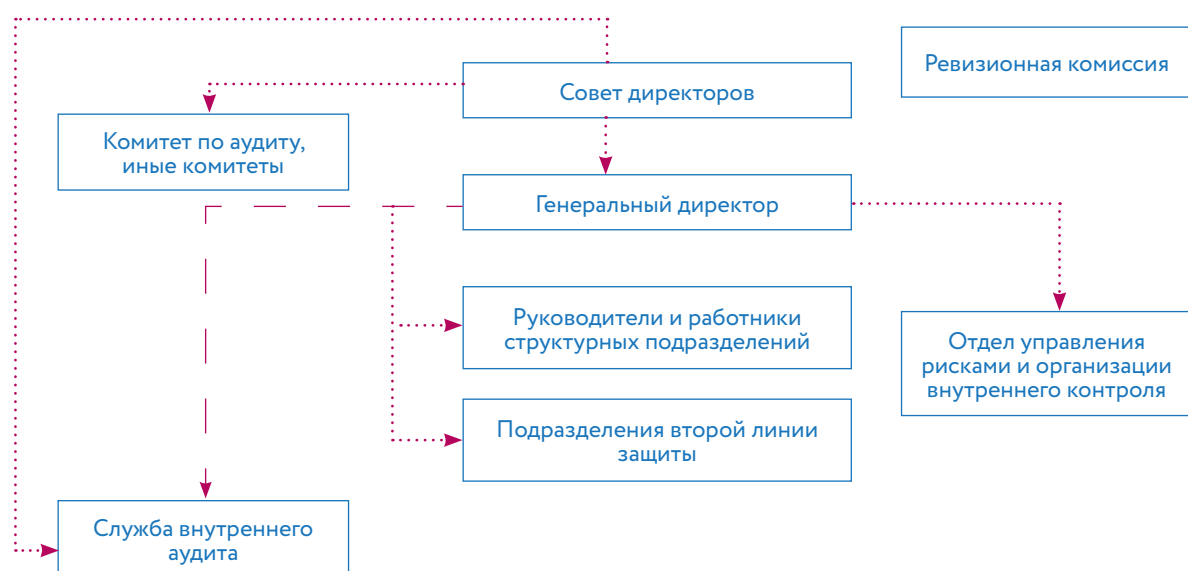 Ревизионная комиссия
Совет директоров
Комитет по аудиту,
иные комитеты
Генеральный директор
Руководители и работники
структурных подразделений
Отдел управления
рисками и организации
внутреннего контроля
Подразделения второй линии
защиты
Служба внутреннего
аудита